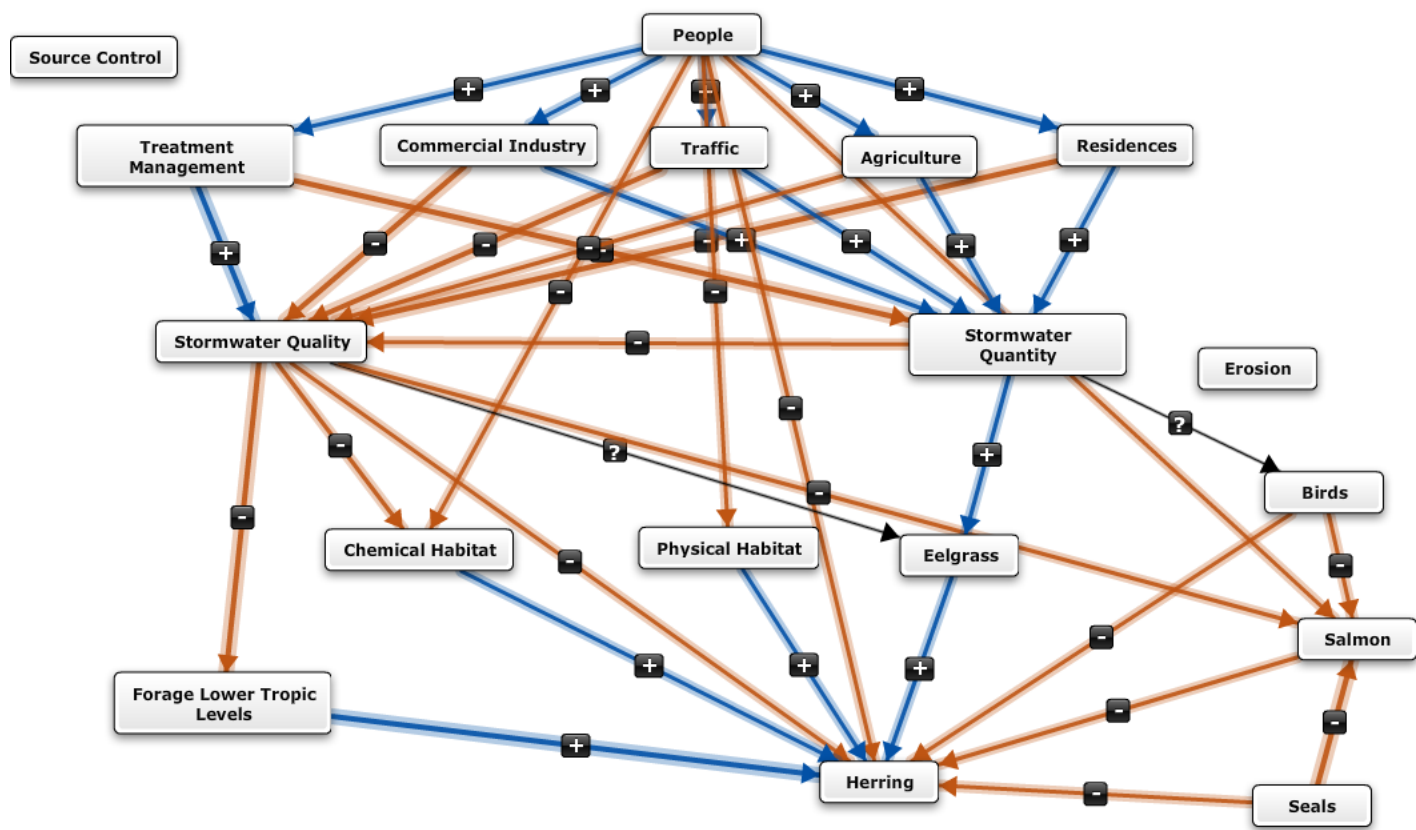 People
Source Control
+
+
+
+
+
Treatment
Management
Commercial Industry
Traffic
Agriculture
Residences
+
-
-
-
-
-
+
+
+
+
-
-
Stormwater Quality
-
Stormwater
Quantity
Erosion
-
-
?
+
?
-
-
Birds
-
Chemical Habitat
Physical Habitat
Eelgrass
-
-
Salmon
-
+
+
+
Forage Lower Tropic
Levels
-
-
+
Herring
-
Seals